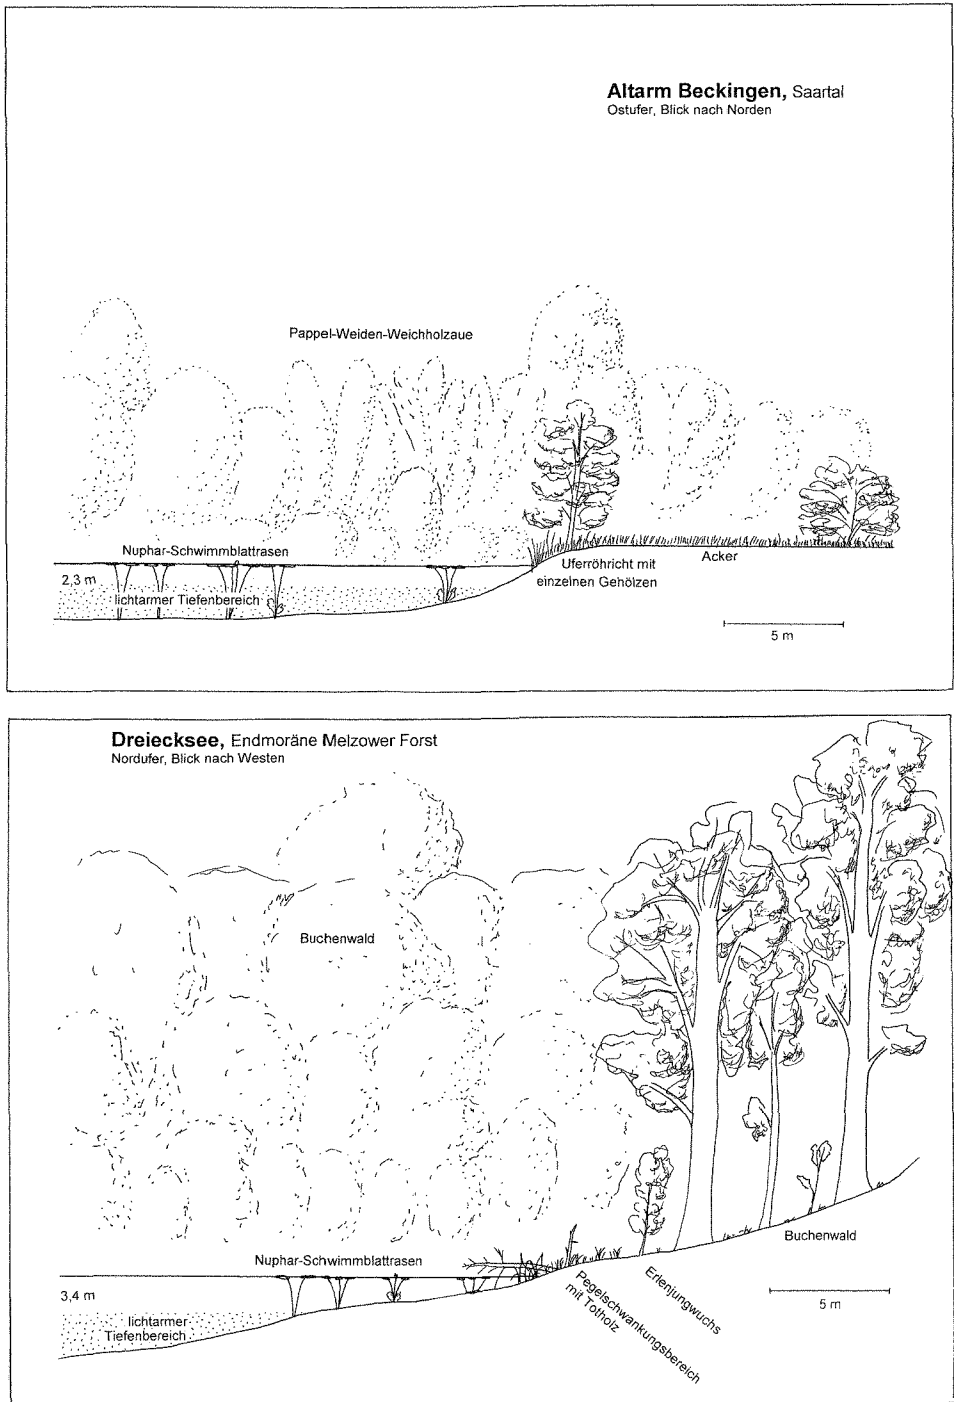 Altarm Beckingen, Saartal
Ostufer, Blick nach Norden
Pappel-Weiden-Weichholzaue
Nuphar-Schwimmblattrasen
2,3 m
lichtarmer Tiefenbereich
Uferröhricht mit
einzelnen Gehölzen
Acker
5 m
Dreiecksee, Endmoräne Melzower Forst
Nordufer, Blick nach Westen
Buchenwald
Buchenwald
Nuphar-Schwimmblattrasen
3,4 m
lichtarmer
Tiefenbereich
Pegelschwankungsbereich
mit Totholz
Erlenjungwuchs
5 m